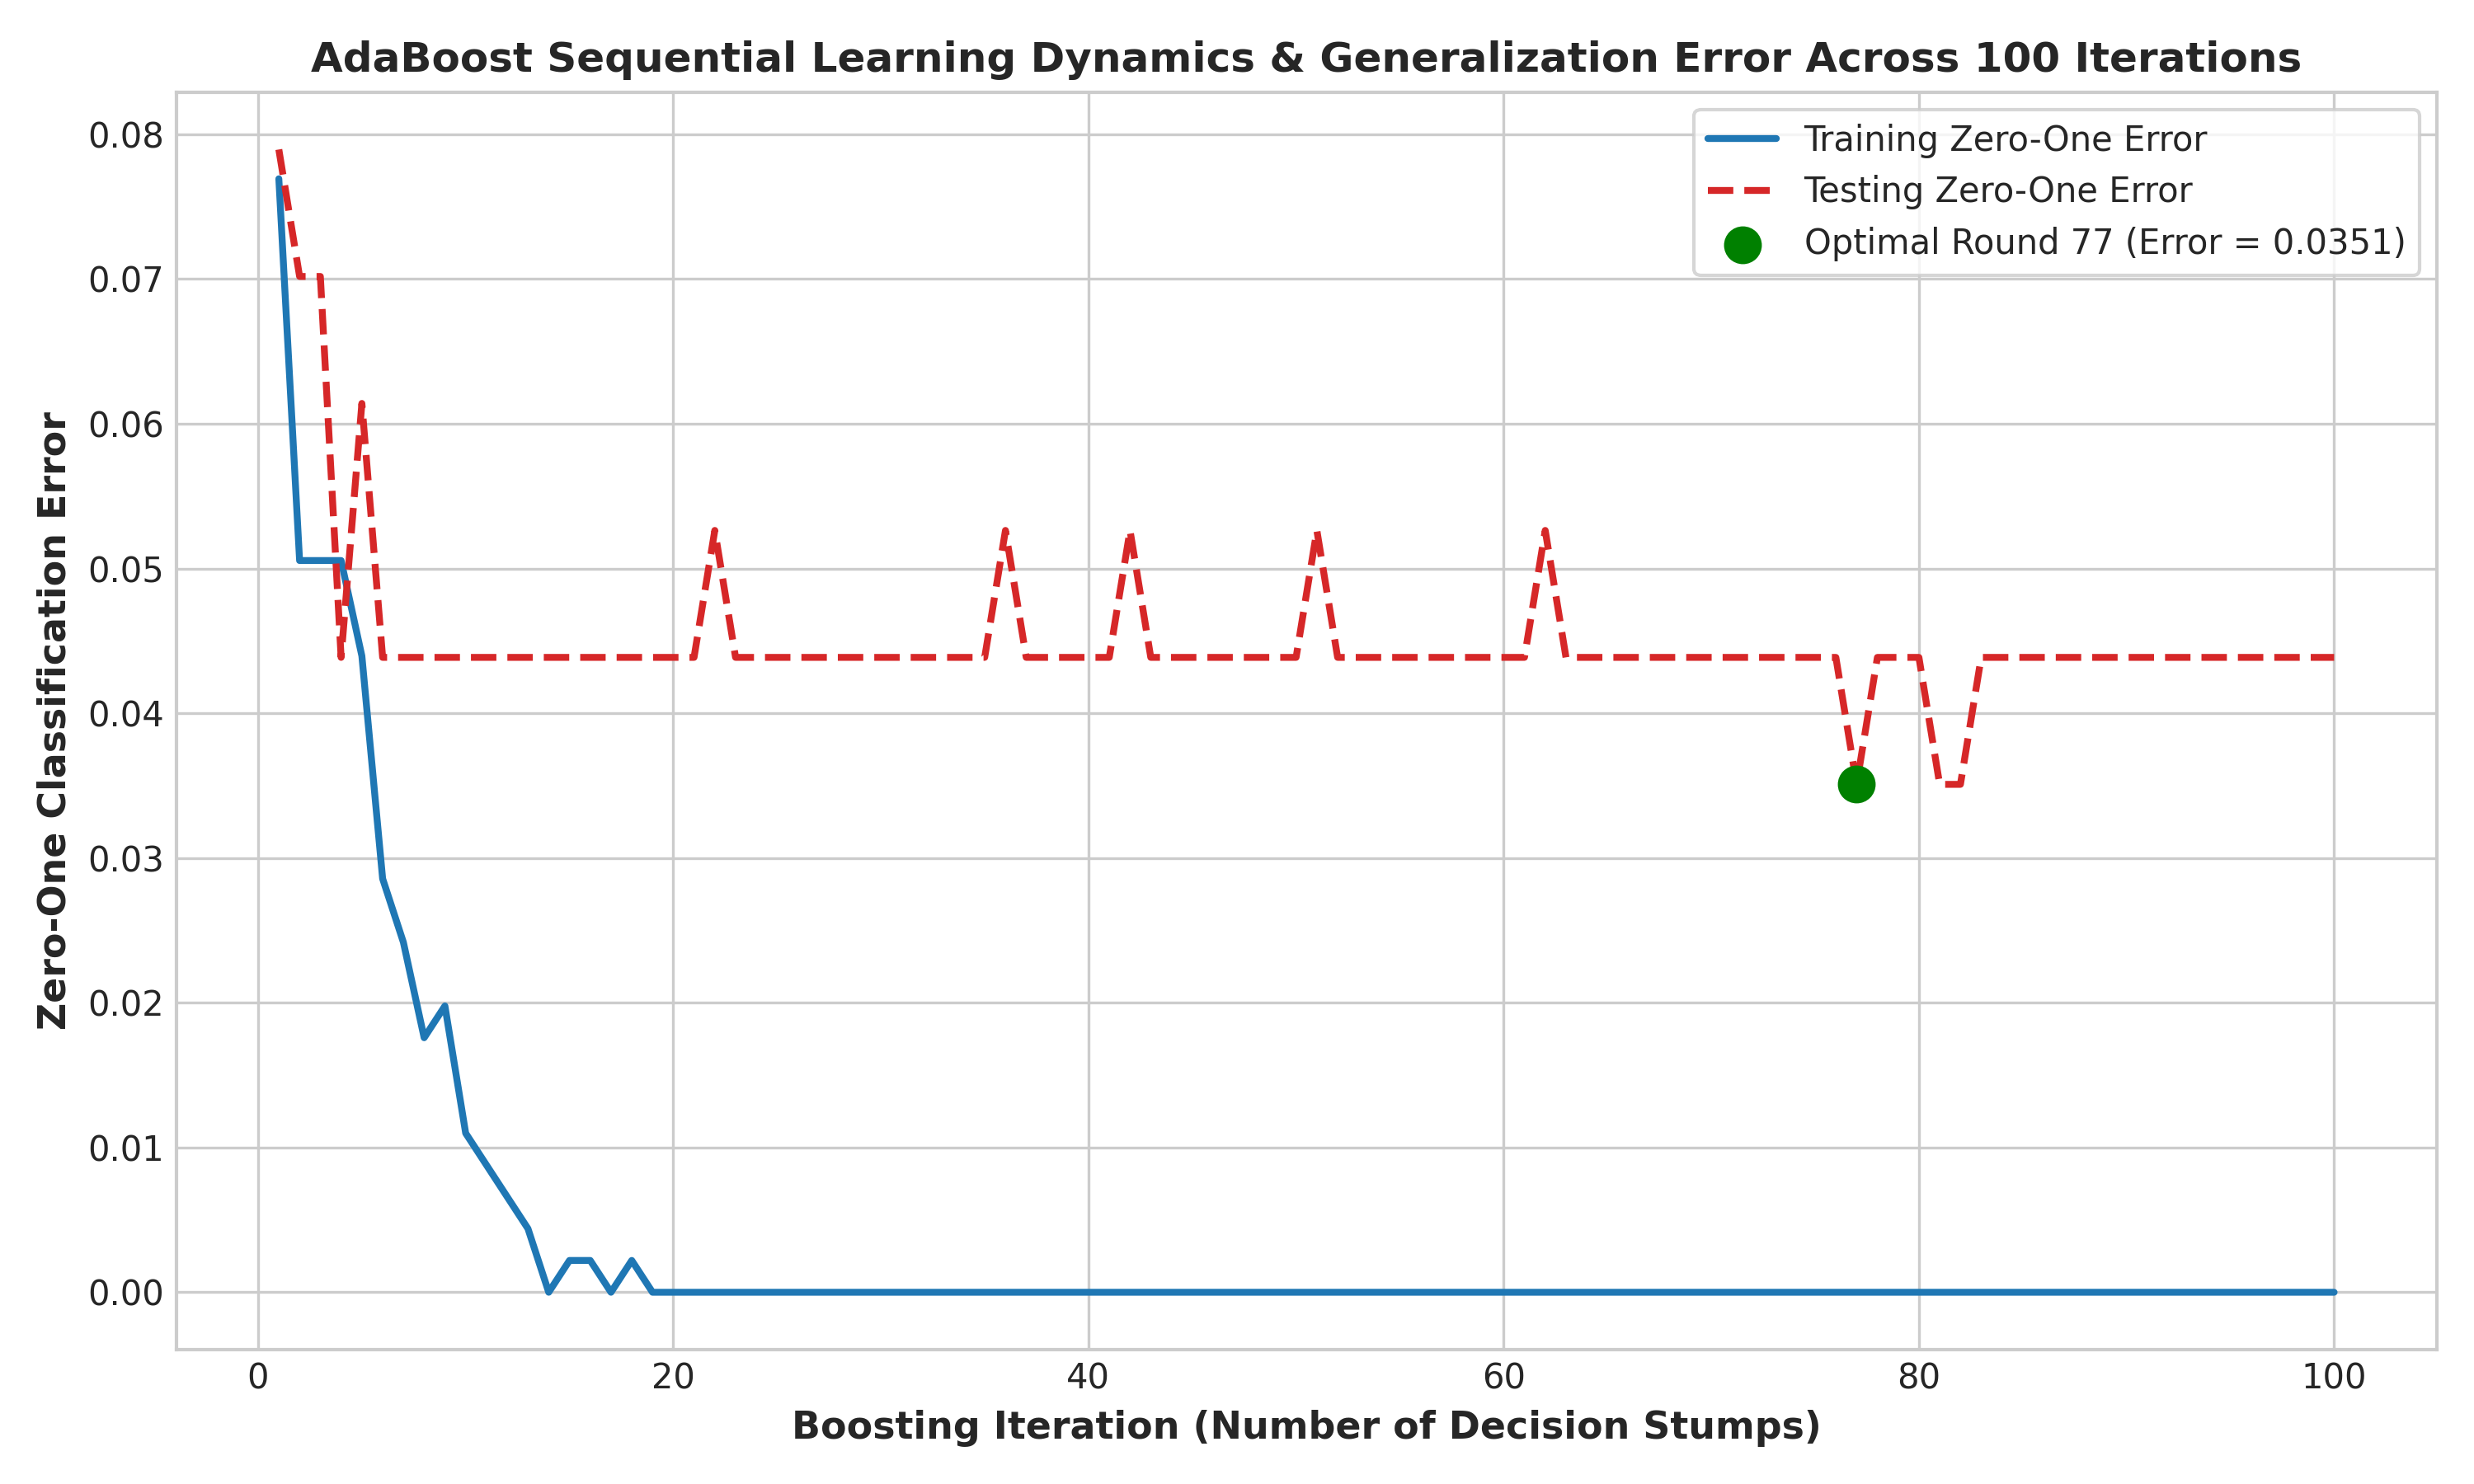 AdaBoost Sequential Learning Dynamics & Generalization Error Across 100 Iterations
Training Zero-One Error
Testing Zero-One Error
Optimal Round 77 (Error = 0.0351)
Zero-One Classification Error
0.08
0.07
0.06
0.05
0.04
0.03
0.02
0.01
0.00
0 20 40 60 80 100
Boosting Iteration (Number of Decision Stumps)